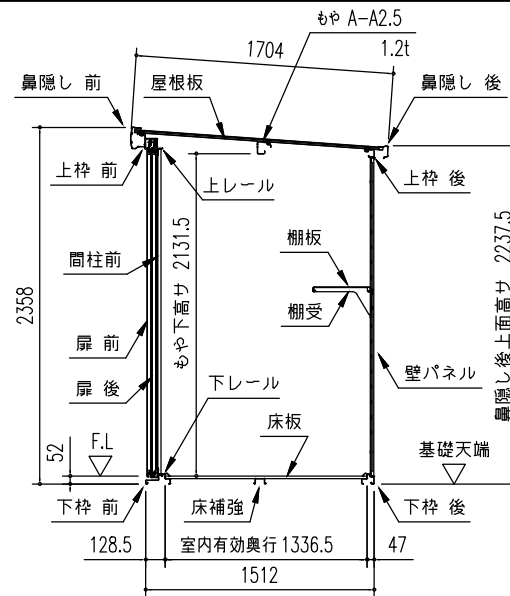 もや A-A2.5
1704
1.2t
鼻隠し 前
屋根板
鼻隠し 後
上枠 前
上レール
上枠 後
間柱前
もや下高サ 2131.5
棚板
棚受
鼻隠し後上面高サ 2237.5
2358
扉 前
扉 後
壁パネル
下レール
床板
52
F.L
基礎天端
下枠 前
床補強
下枠 後
128.5
室内有効奥行1336.5
47
1512